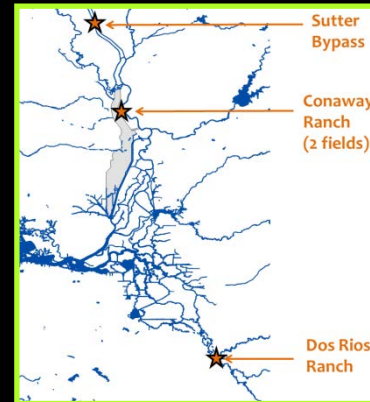 Sutter
Bypass
Conaway
Ranch
(2 fields)
Dos Rios
Ranch